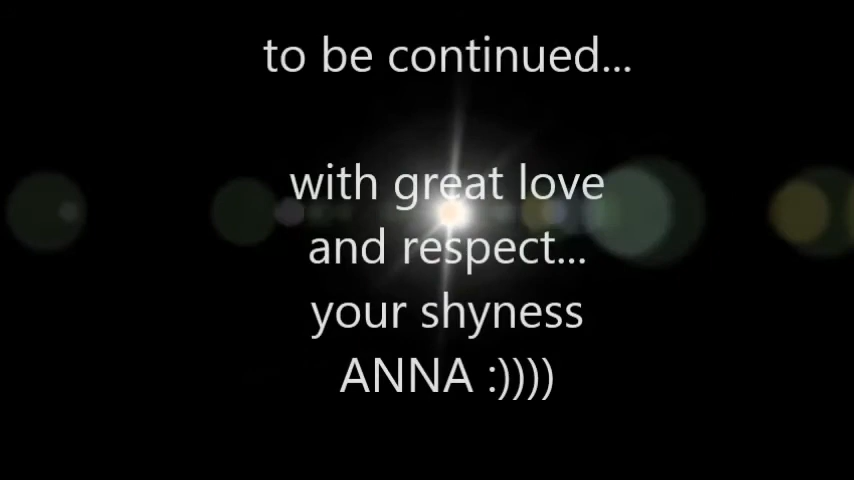 to be continued...
with great love
and respect...
your shyness
ANNA :))))